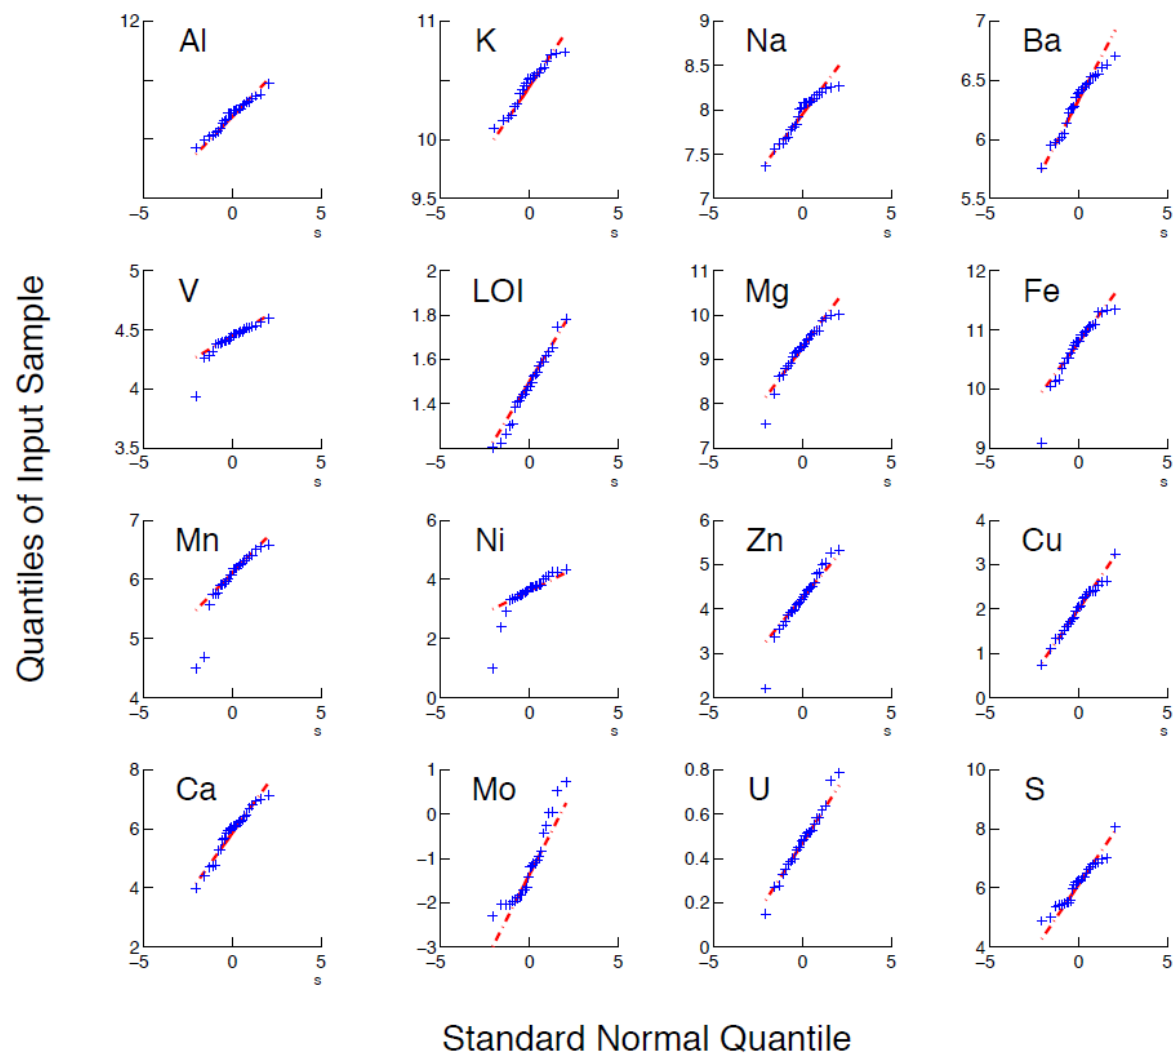 Quantiles of Input Sample
Al
12
−5 0 5
s
K
11
10
9.5
−5 0 5
s
Na
9
8.5
8
7.5
7
−5 0 5
s
Ba
7
6.5
6
5.5
−5 0 5
s
V
5
4.5
4
3.5
−5 0 5
s
LOI
2
1.8
1.6
1.4
−5 0 5
s
Mg
11
10
9
8
7
−5 0 5
s
Fe
12
11
10
9
−5 0 5
s
Mn
7
6
5
4
−5 0 5
s
Ni
6
4
2
0
−5 0 5
s
Zn
6
5
4
3
2
−5 0 5
s
Cu
4
3
2
1
0
−5 0 5
s
Ca
8
6
4
2
−5 0 5
s
Mo
1
0
−1
−2
−3
−5 0 5
s
U
0.8
0.6
0.4
0.2
0
−5 0 5
s
S
10
8
6
4
−5 0 5
s
Standard Normal Quantile